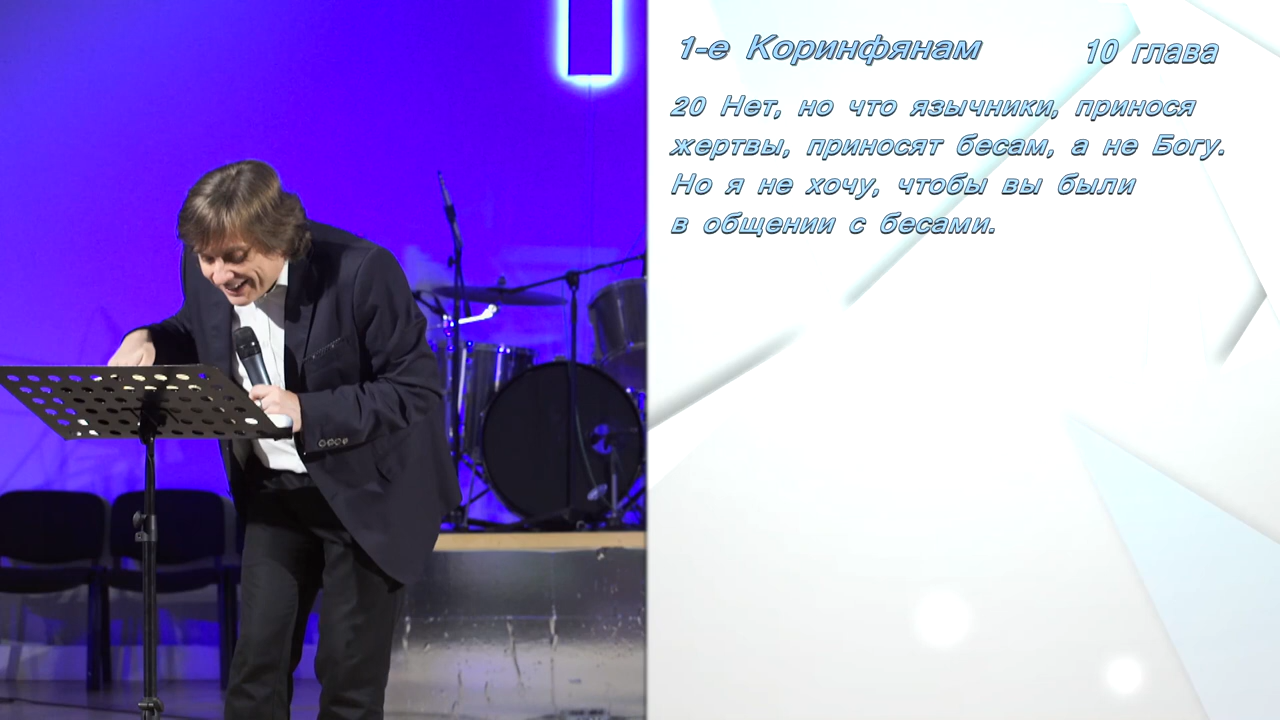 1-е Коринфянам 10 глава
20 Нет, но что язычники, принося
жертвы, приносят бесам, а не Богу.
Но я не хочу, чтобы вы были
в общении с бесами.